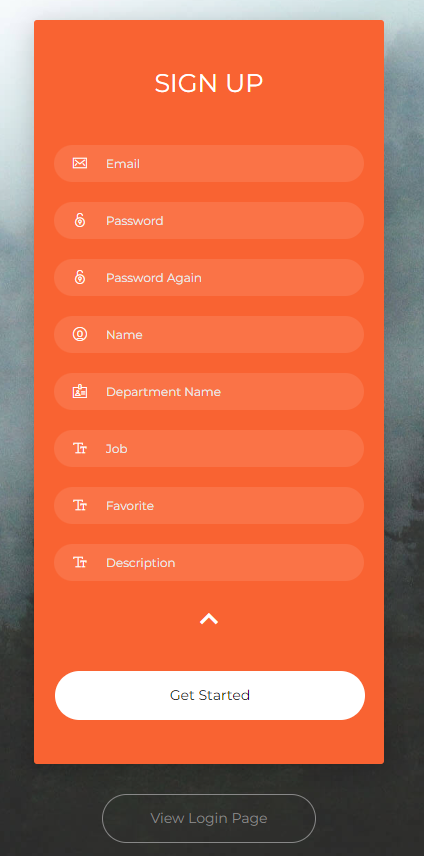 SIGN UP
Email
Password
Password Again
Name
Department Name
Job
Favorite
Description
Get Started
View Login Page